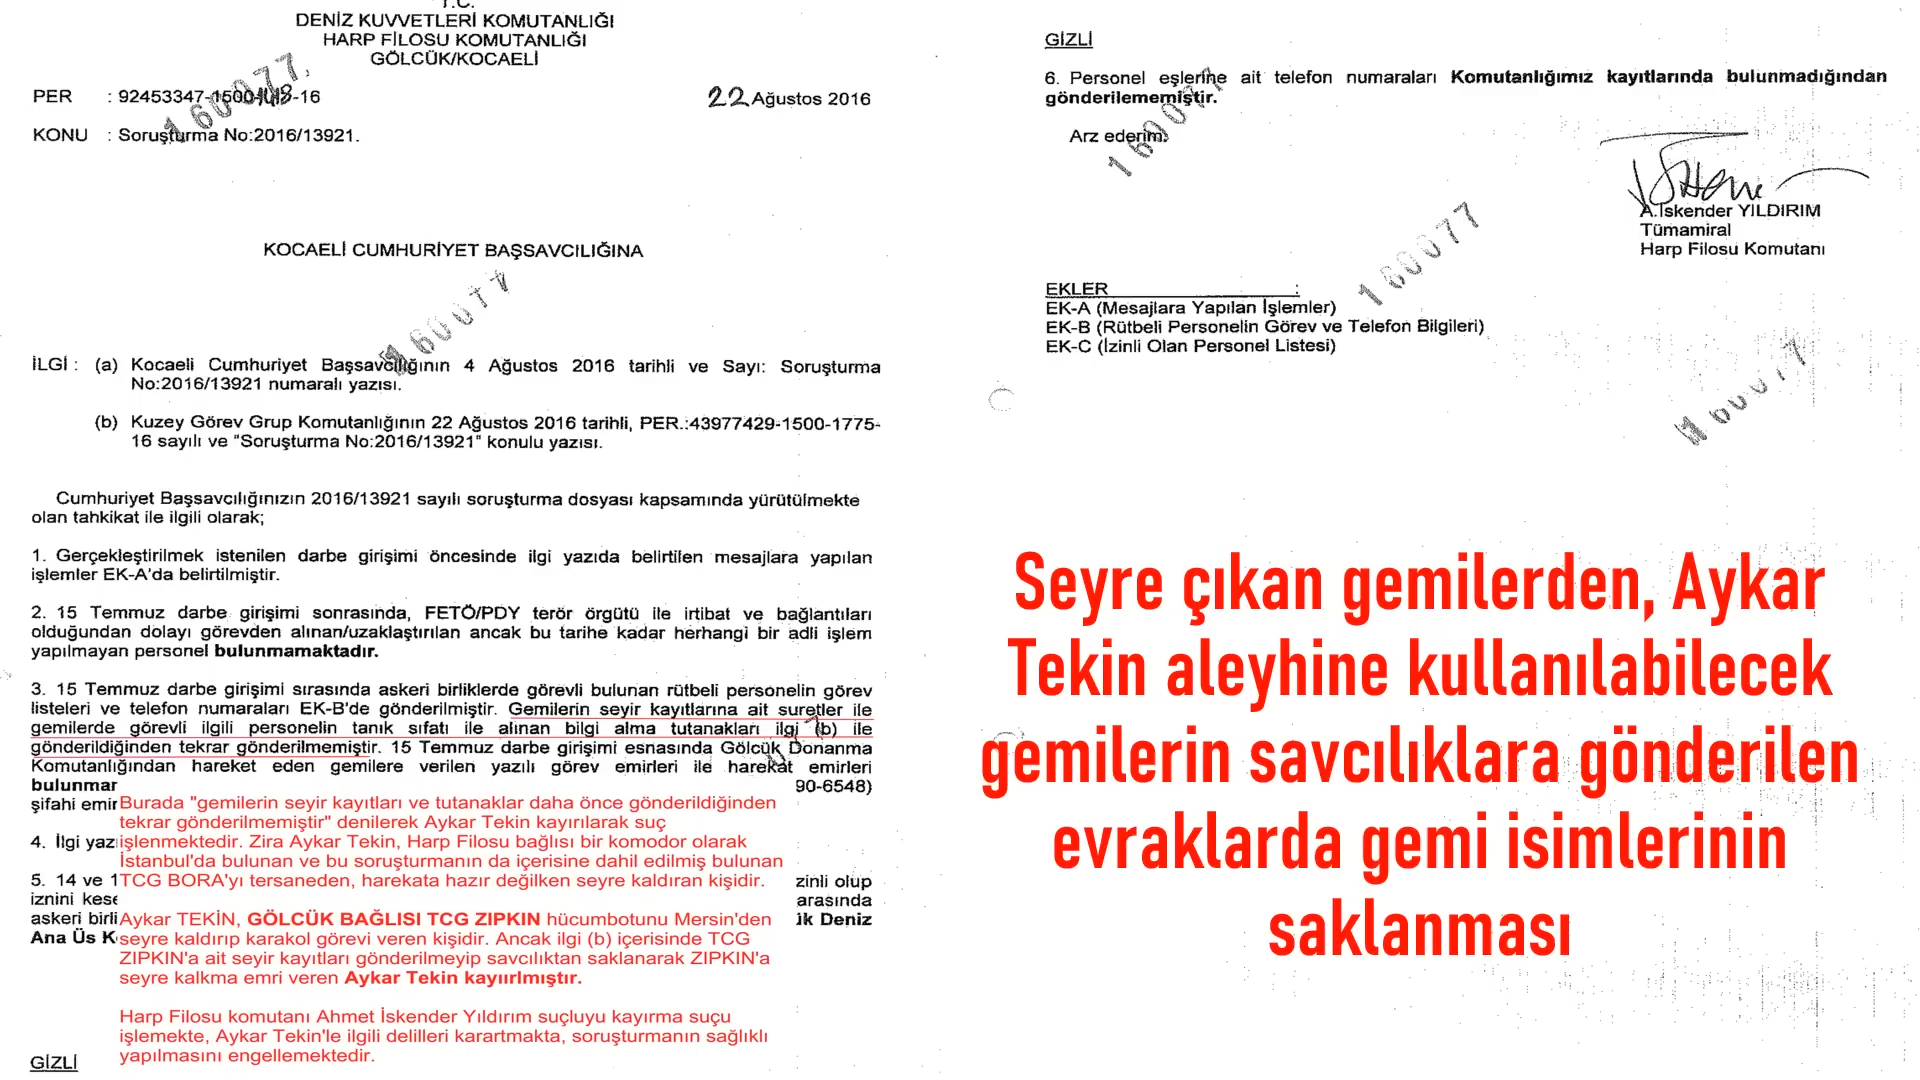 T.C.
DENİZ KUVVETLERİ KOMUTANLIĞI
HARP FİLOSU KOMUTANLIĞI
GÖLCÜK/KOCAELİ
PER : 92453347-1500-1618-16
22 Ağustos 2016
KONU : Soruşturma No:2016/13921.
160077
KOCAELİ CUMHURİYET BAŞSAVCILIĞINA
160077
İLGİ : (a) Kocaeli Cumhuriyet Başsavcılığının 4 Ağustos 2016 tarihli ve Sayı: Soruşturma
No:2016/13921 numaralı yazısı.
(b) Kuzey Görev Grup Komutanlığının 22 Ağustos 2016 tarihli, PER.:43977429-1500-1775-
16 sayılı ve "Soruşturma No:2016/13921" konulu yazısı.
Cumhuriyet Başsavcılığınızın 2016/13921 sayılı soruşturma dosyası kapsamında yürütülmekte
olan tahkikat ile ilgili olarak;
1. Gerçekleştirilmek istenilen darbe girişimi öncesinde ilgi yazıda belirtilen mesajlara yapılan
işlemler EK-A'da belirtilmiştir.
2. 15 Temmuz darbe girişimi sonrasında, FETÖ/PDY terör örgütü ile irtibat ve bağlantıları
olduğundan dolayı görevden alınan/uzaklaştırılan ancak bu tarihe kadar herhangi bir adli işlem
yapılmayan personel bulunmamaktadır.
3. 15 Temmuz darbe girişimi sırasında askeri birliklerde görevli bulunan rütbeli personelin görev
listeleri ve telefon numaraları EK-B'de gönderilmiştir. Gemilerin seyir kayıtlarına ait suretler ile
gemilerde görevli ilgili personelin tanık sıfatı ile alınan bilgi alma tutanakları ilgi (b) ile
gönderildiğinden tekrar gönderilmemiştir. 15 Temmuz darbe girişimi esnasında Gölcük Donanma
Komutanlığından hareket eden gemilere verilen yazılı görev emirleri ile harekât emirleri
bulunmar 90-6548)
şifahi emir
Burada "gemilerin seyir kayıtları ve tutanaklar daha önce gönderildiğinden
tekrar gönderilmemiştir" denilerek Aykar Tekin kayırılarak suç
4. İlgi yaz
işlenmektedir. Zira Aykar Tekin, Harp Filosu bağlısı bir komodor olarak
İstanbul'da bulunan ve bu soruşturmanın da içerisine dahil edilmiş bulunan
5. 14 ve 1 zinli olup
TCG BORA'yı tersaneden, harekata hazır değilken seyre kaldıran kişidir.
iznini kese arasında
askeri birli ük Deniz
Aykar TEKİN, GÖLCÜK BAĞLISI TCG ZIPKIN hücumbotunu Mersin'den
Ana Üs K
seyre kaldırıp karakol görevi veren kişidir. Ancak ilgi (b) içerisinde TCG
ZIPKIN'a ait seyir kayıtları gönderilmeyip savcılıktan saklanarak ZIPKIN'a
seyre kalkma emri veren Aykar Tekin kayıırlmıştır.
Harp Filosu komutanı Ahmet İskender Yıldırım suçluyu kayırma suçu
işlemekte, Aykar Tekin'le ilgili delilleri karartmakta, soruşturmanın sağlıklı
yapılmasını engellemektedir.
GİZLİ
GİZLİ
6. Personel eşlerine ait telefon numaraları Komutanlığımız kayıtlarında bulunmadığından
gönderilememiştir.
Arz ederim.
160077
A.İskender YILDIRIM
Tümamiral
Harp Filosu Komutanı
160077
EKLER :
EK-A (Mesajlara Yapılan İşlemler)
EK-B (Rütbeli Personelin Görev ve Telefon Bilgileri)
EK-C (İzinli Olan Personel Listesi)
160077
Seyre çıkan gemilerden, Aykar
Tekin aleyhine kullanılabilecek
gemilerin savcılıklara gönderilen
evraklarda gemi isimlerinin
saklanması